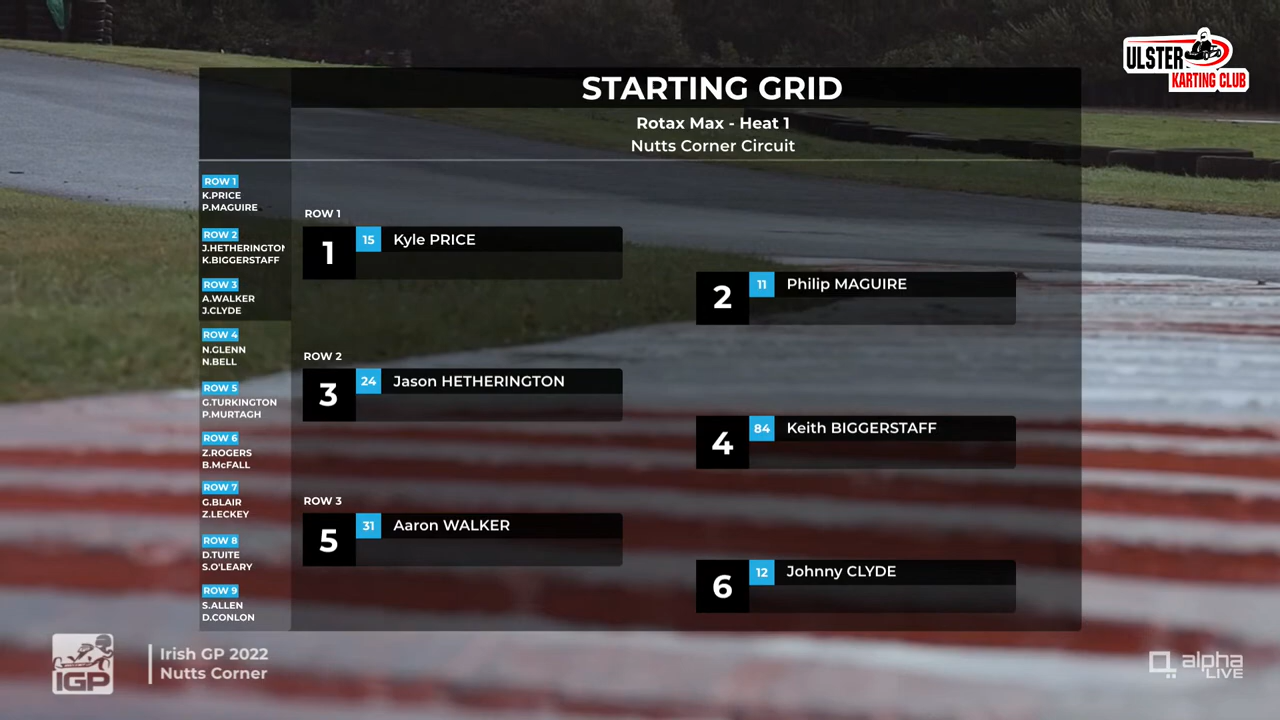 ULSTER
KARTING CLUB
STARTING GRID
Rotax Max - Heat 1
Nutts Corner Circuit
ROW 1
K.PRICE
P.MAGUIRE
ROW 2
J.HETHERINGTON
K.BIGGERSTAFF
ROW 3
A.WALKER
J.CLYDE
ROW 4
N.GLENN
N.BELL
ROW 5
G.TURKINGTON
P.MURTAGH
ROW 6
Z.ROGERS
B.McFALL
ROW 7
G.BLAIR
Z.LECKEY
ROW 8
D.TUITE
S.O'LEARY
ROW 9
S.ALLEN
D.CONLON
ROW 1
1 15 Kyle PRICE
2 11 Philip MAGUIRE
ROW 2
3 24 Jason HETHERINGTON
4 84 Keith BIGGERSTAFF
ROW 3
5 31 Aaron WALKER
6 12 Johnny CLYDE
IGP
Irish GP 2022
Nutts Corner
alpha
LIVE